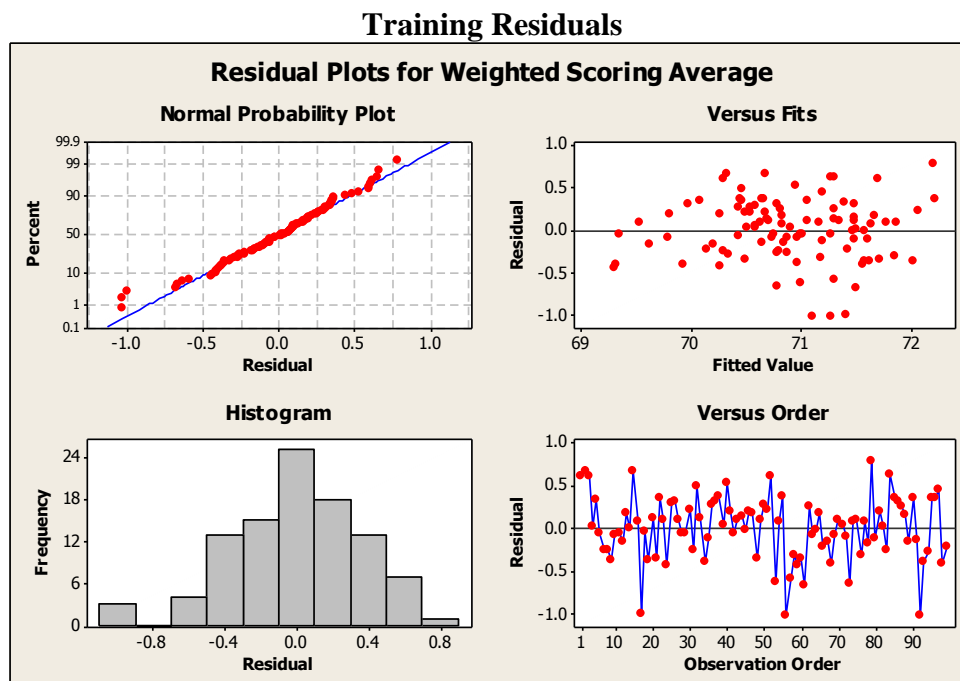 Training Residuals
Residual Plots for Weighted Scoring Average
Normal Probability Plot
99.9
99
90
50
10
1
0.1
Percent
-1.0 -0.5 0.0 0.5 1.0
Residual
Versus Fits
1.0
0.5
0.0
-0.5
-1.0
Residual
69 70 71 72
Fitted Value
Histogram
24
18
12
6
0
Frequency
-0.8 -0.4 0.0 0.4 0.8
Residual
Versus Order
1.0
0.5
0.0
-0.5
-1.0
Residual
1 10 20 30 40 50 60 70 80 90
Observation Order